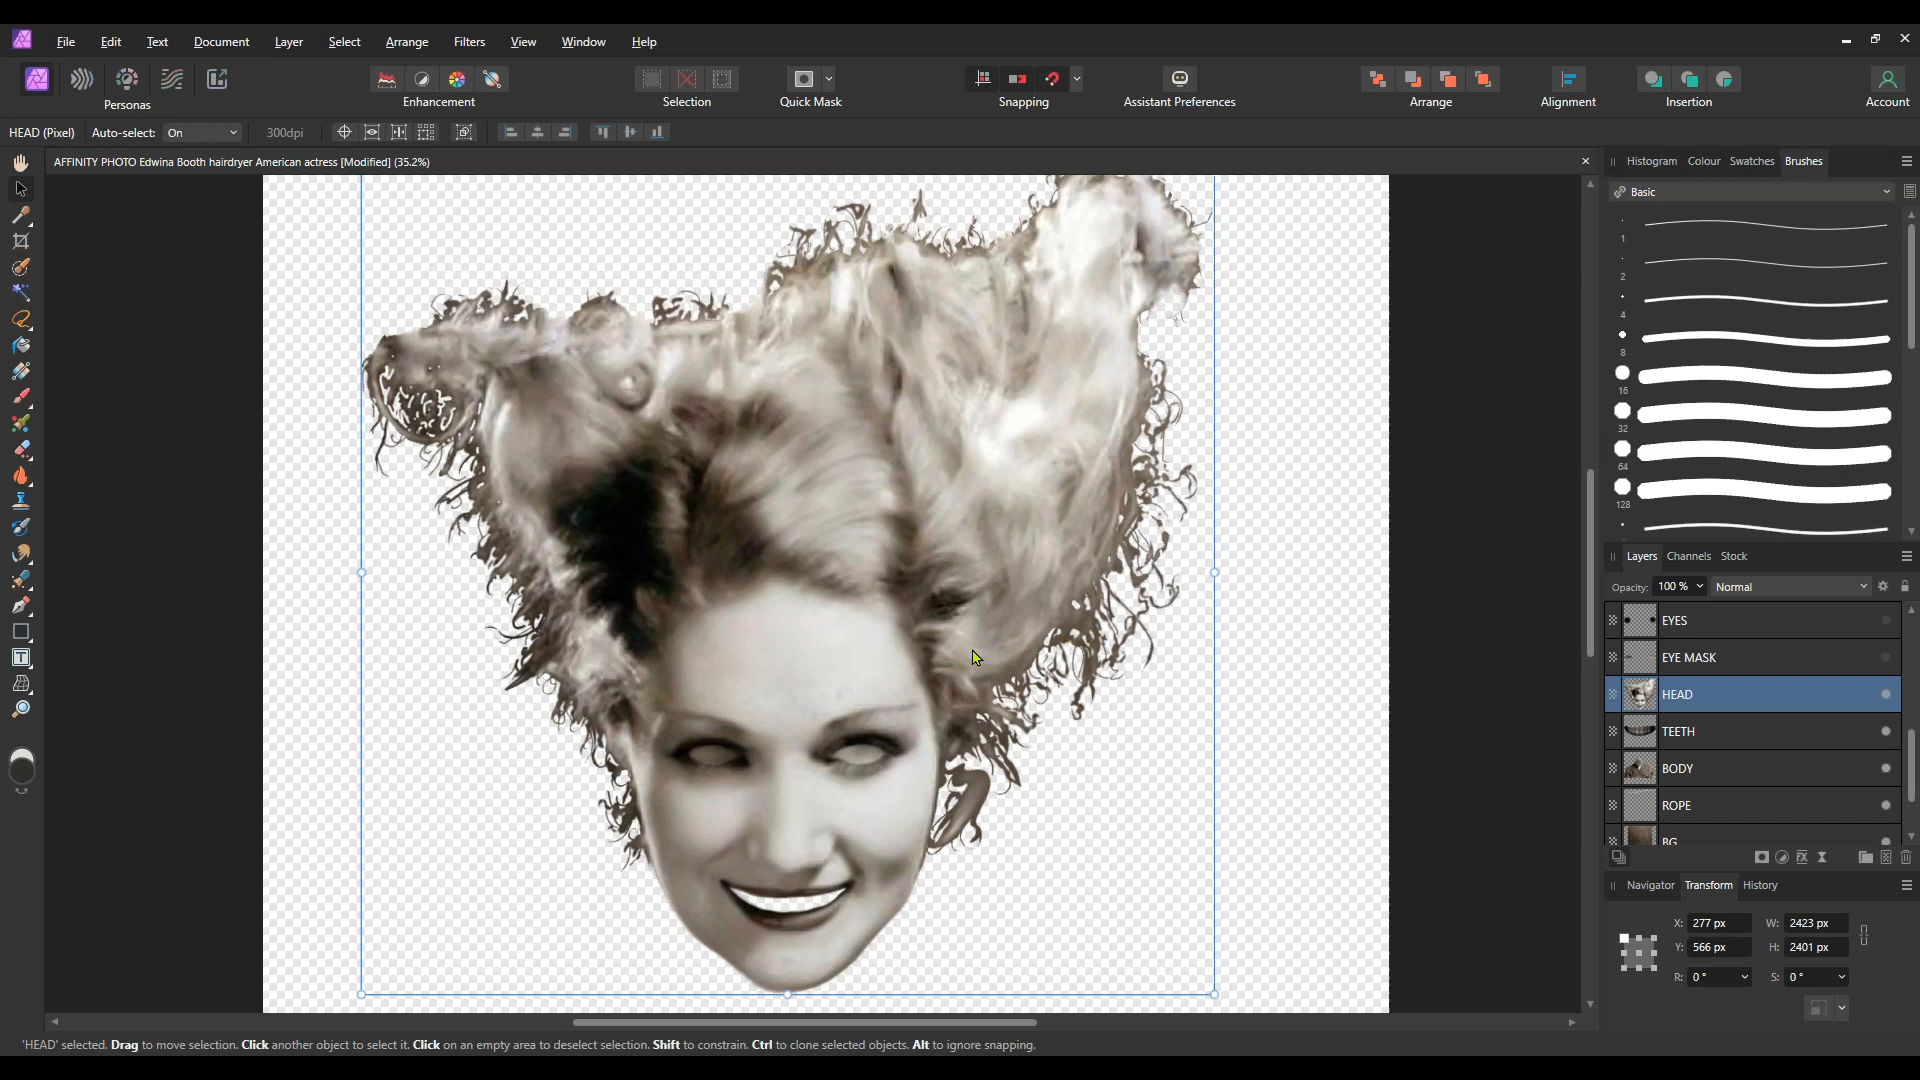 File Edit Text Document Layer Select Arrange Filters View Window Help
Personas Enhancement Selection Quick Mask Snapping Assistant Preferences Arrange Alignment Insertion Account
HEAD (Pixel) Auto-select: On 300dpi
AFFINITY PHOTO Edwina Booth hairdryer American actress [Modified] (35.2%)
Histogram Colour Swatches Brushes
Basic
1
2
4
8
16
32
64
128
Layers Channels Stock
Opacity: 100 % Normal
EYES
EYE MASK
HEAD
TEETH
BODY
ROPE
BG
Navigator Transform History
X: 277 px W: 2423 px
Y: 566 px H: 2401 px
R: 0 ° S: 0 °
'HEAD' selected. Drag to move selection. Click another object to select it. Click on an empty area to deselect selection. Shift to constrain. Ctrl to clone selected objects. Alt to ignore snapping.